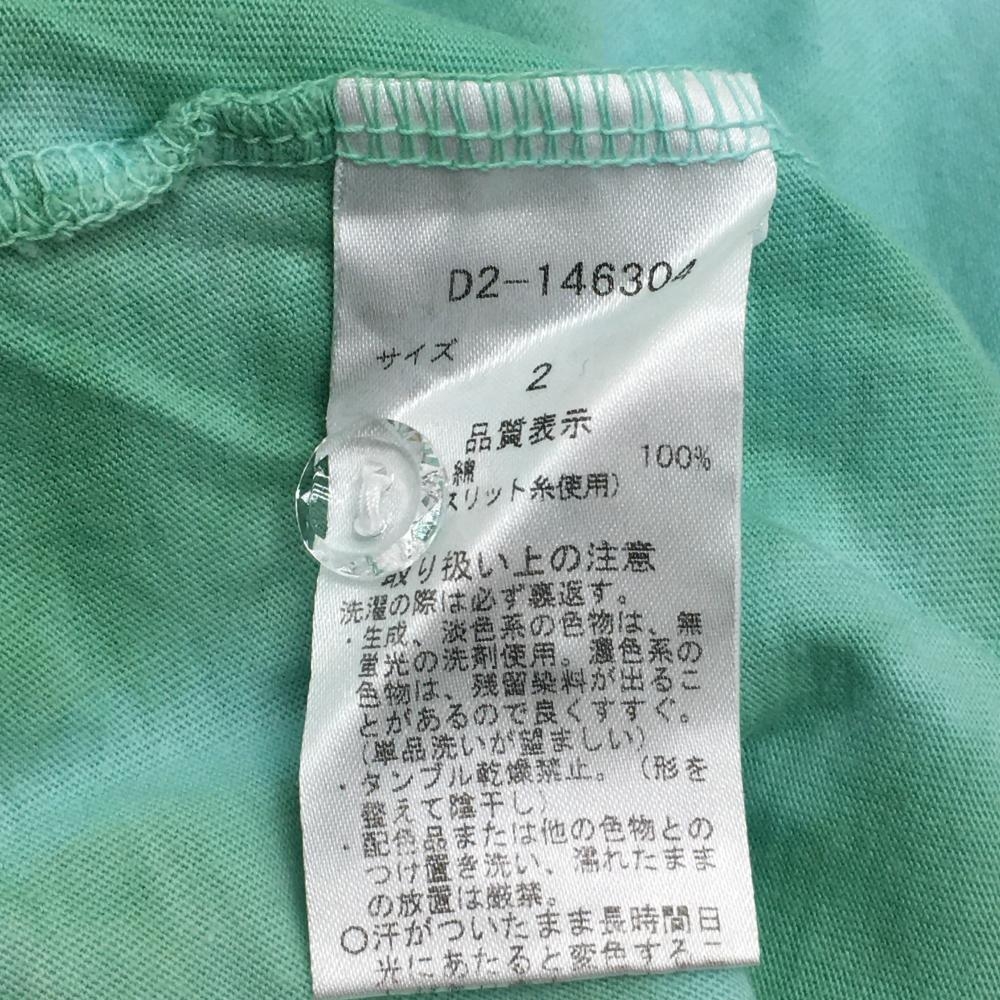 D2-146304
サイズ
2
品質表示
綿 100%
スリット糸使用)
取り扱い上の注意
洗濯の際は必ず裏返す。
・生成、淡色系の色物は、無
蛍光の洗剤使用。濃色系の
色物は、残留染料が出るこ
とがあるので良くすすぐ。
(単品洗いが望ましい)
・タンブル乾燥禁止。(形を
整えて陰干し)
・配色品または他の色物との
つけ置き洗い、濡れたまま
の放置は厳禁。
○汗がついたまま長時間日
光にあたると変色するこ